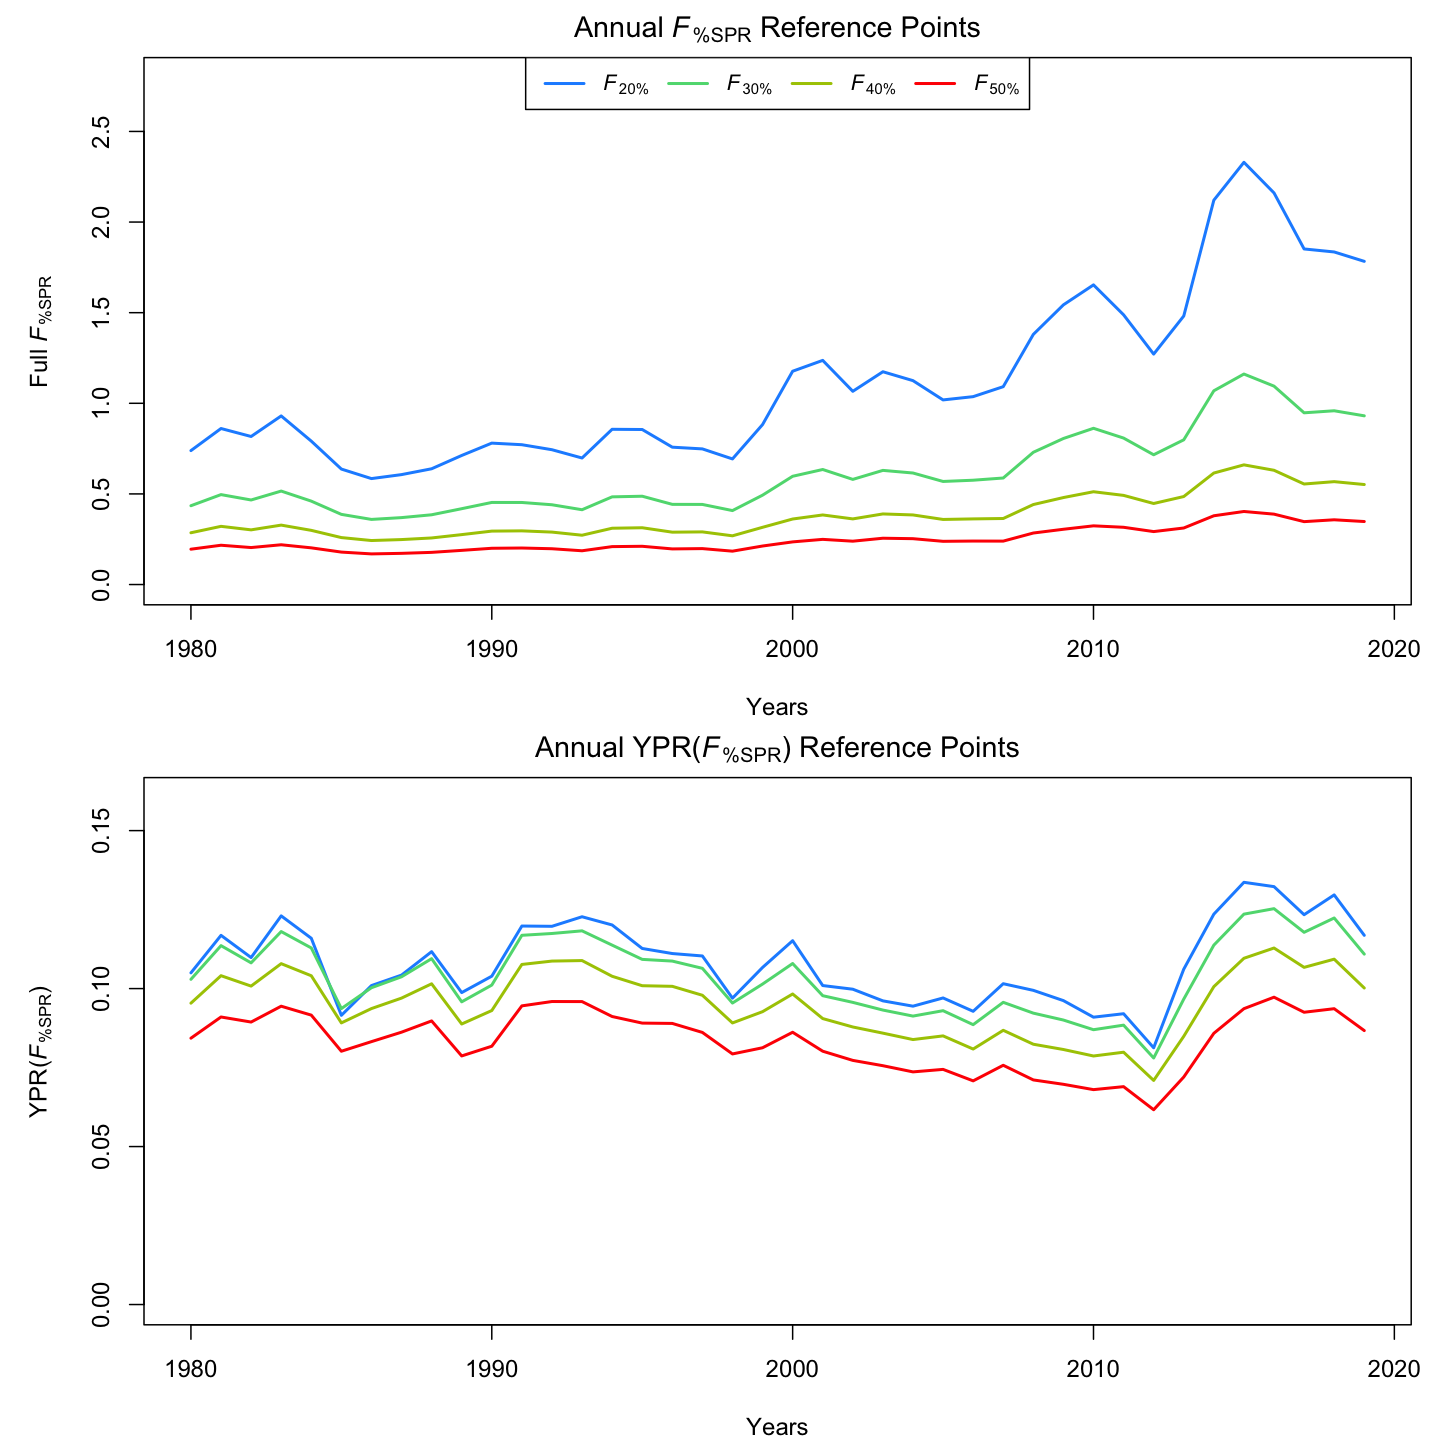 Annual F%SPR Reference Points
F20% F30% F40% F50%
Full F%SPR
2.5
2.0
1.5
1.0
0.5
0.0
1980 1990 2000 2010 2020
Years
Annual YPR(F%SPR) Reference Points
YPR(F%SPR)
0.15
0.10
0.05
0.00
1980 1990 2000 2010 2020
Years